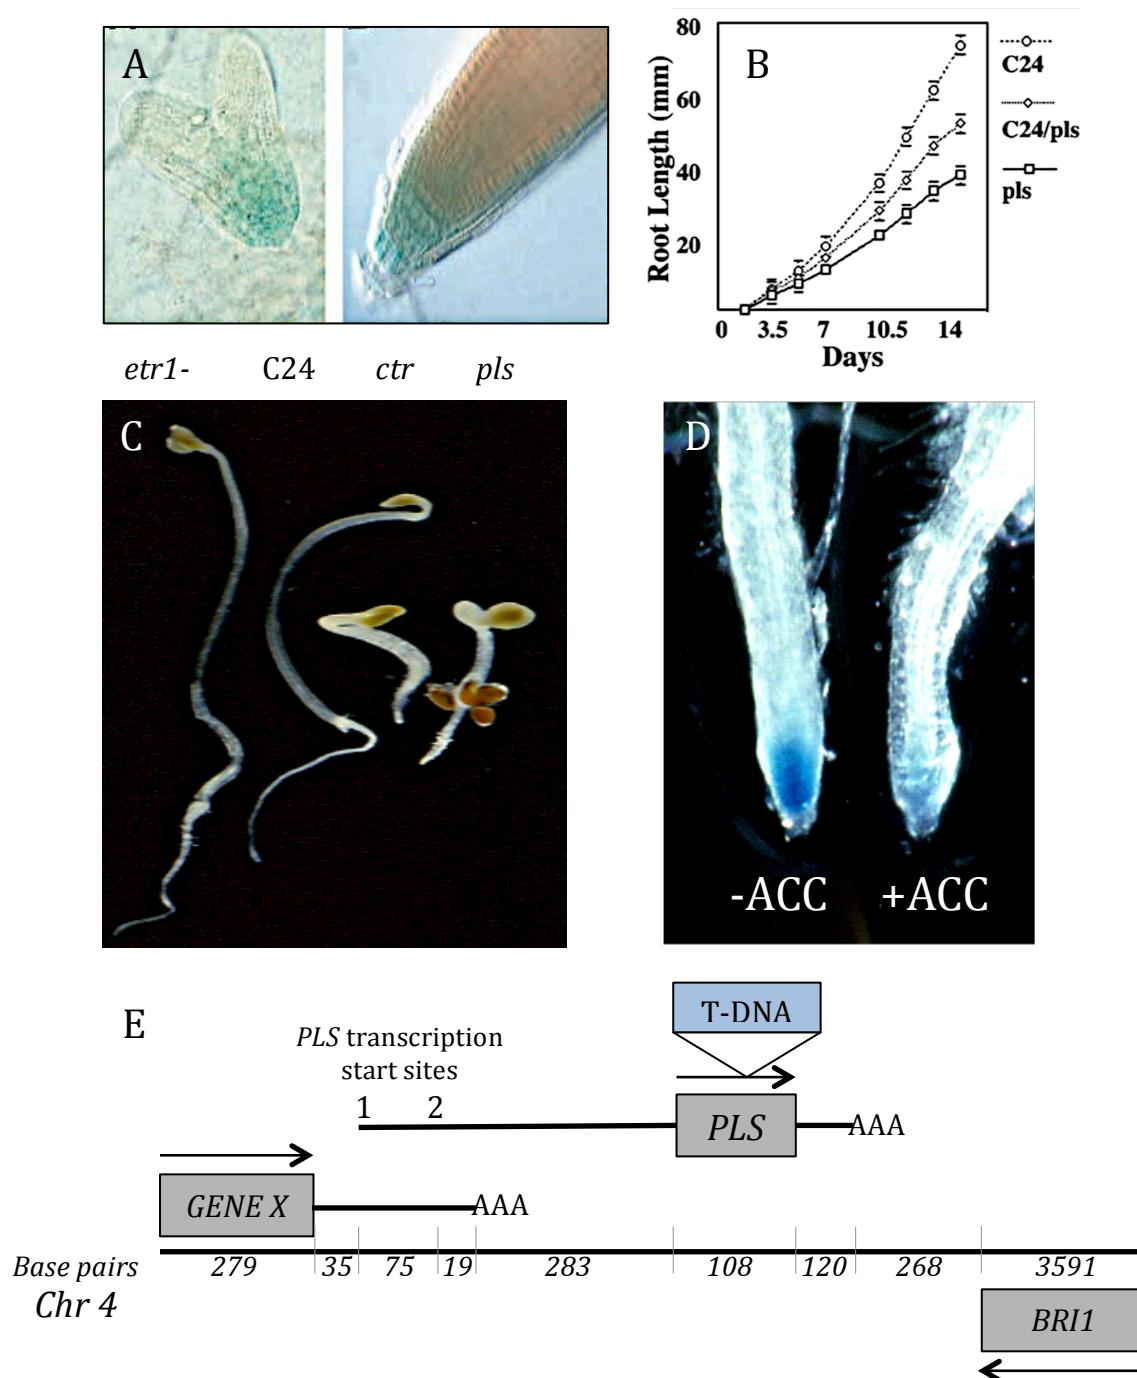 A
B
80
60
40
20
Root Length (mm)
0 3.5 7 10.5 14
Days
C24
C24/pls
pls
etr1- C24 ctr pls
C
D
-ACC +ACC
E
T-DNA
PLS transcription
start sites
1 2
PLS
AAA
GENE X
AAA
Base pairs
279 35 75 19 283 108 120 268 3591
Chr 4
BRI1